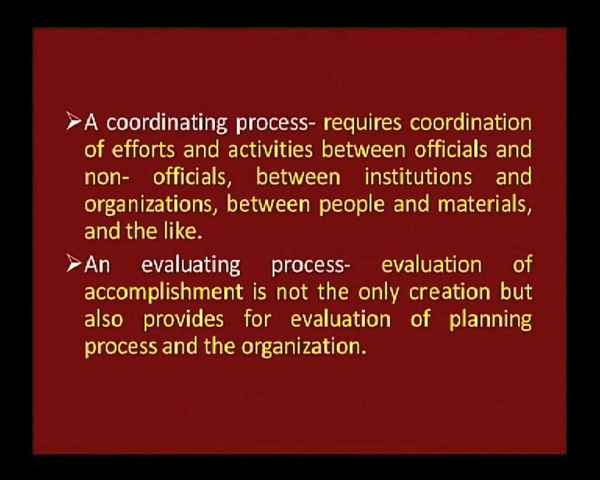 ➢A coordinating process- requires coordination
of efforts and activities between officials and
non- officials, between institutions and
organizations, between people and materials,
and the like.
➢An evaluating process- evaluation of
accomplishment is not the only creation but
also provides for evaluation of planning
process and the organization.